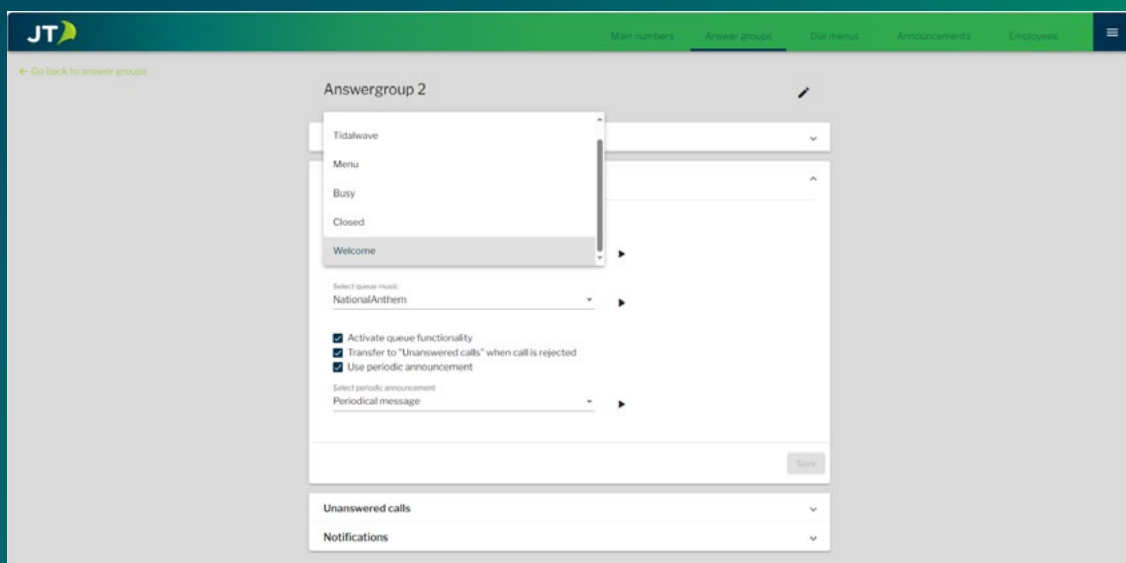 JT
Main numbers Answer groups Dial menus Announcements Employees
← Go back to answer groups
Answergroup 2
Tidalwave
Menu
Busy
Closed
Welcome
Select queue music
NationalAnthem
Activate queue functionality
Transfer to "Unanswered calls" when call is rejected
Use periodic announcement
Select periodic announcement
Periodical message
Save
Unanswered calls
Notifications